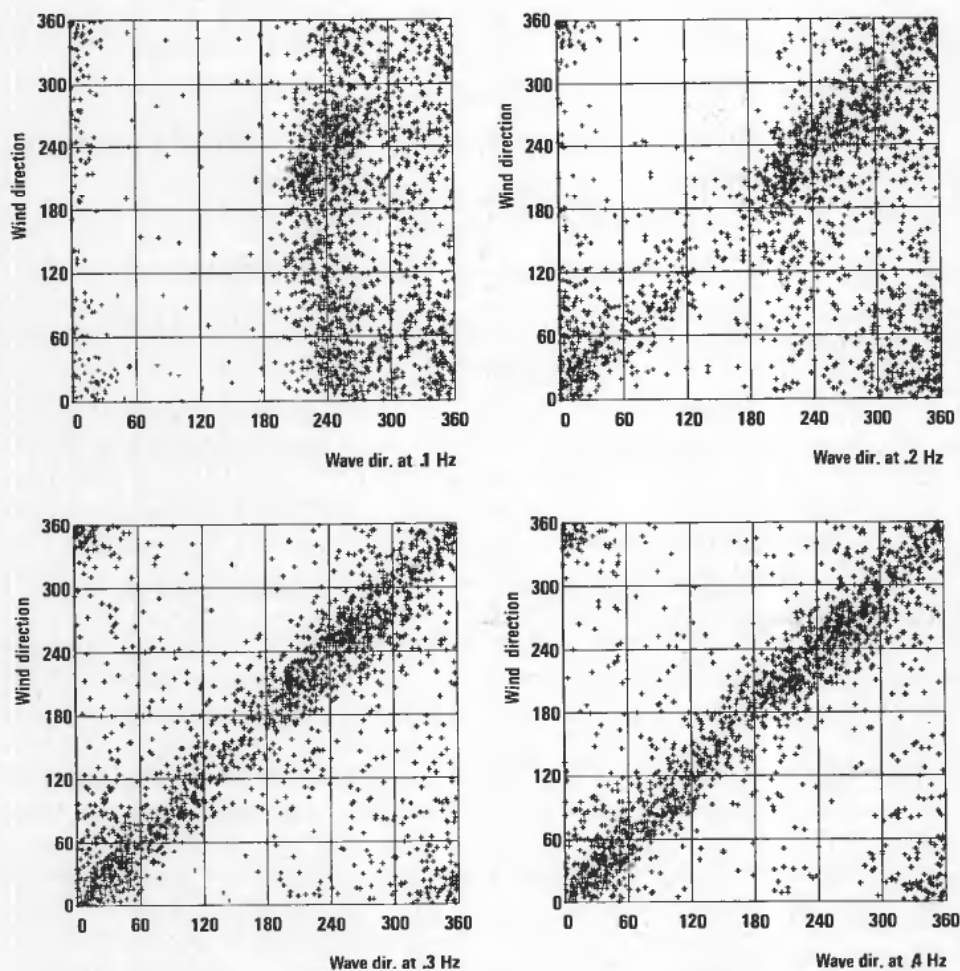 360
300
240
180
120
60
0
Wind direction
0 60 120 180 240 300 360
Wave dir. at .1 Hz
360
300
240
180
120
60
0
Wind direction
0 60 120 180 240 300 360
Wave dir. at .2 Hz
360
300
240
180
120
60
0
Wind direction
0 60 120 180 240 300 360
Wave dir. at .3 Hz
360
300
240
180
120
60
0
Wind direction
0 60 120 180 240 300 360
Wave dir. at .4 Hz